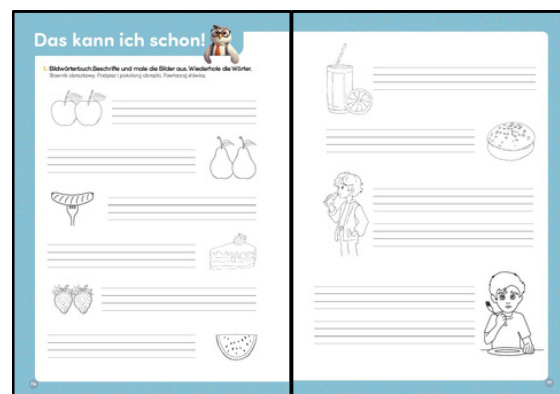 Das kann ich schon!
1. Bildwörterbuch.Beschrifte und male die Bilder aus. Wiederhole die Wörter.
Słownik obrazkowy. Podpisz i pokoloruj obrazki. Powtarzaj słówka.